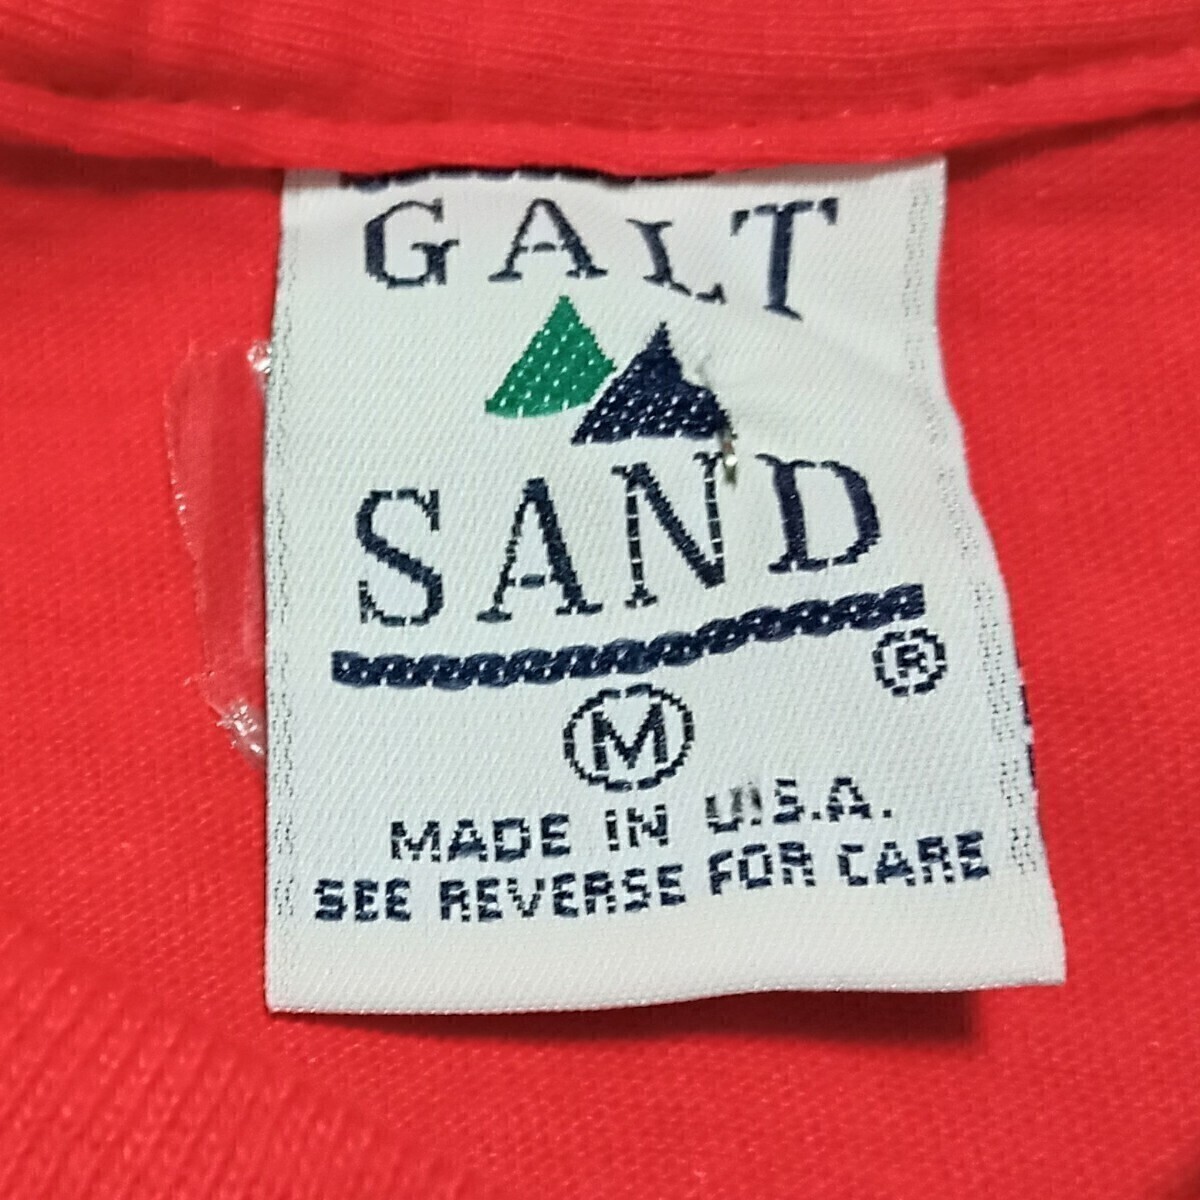 GALT
SAND
®
M
MADE IN U.S.A.
SEE REVERSE FOR CARE